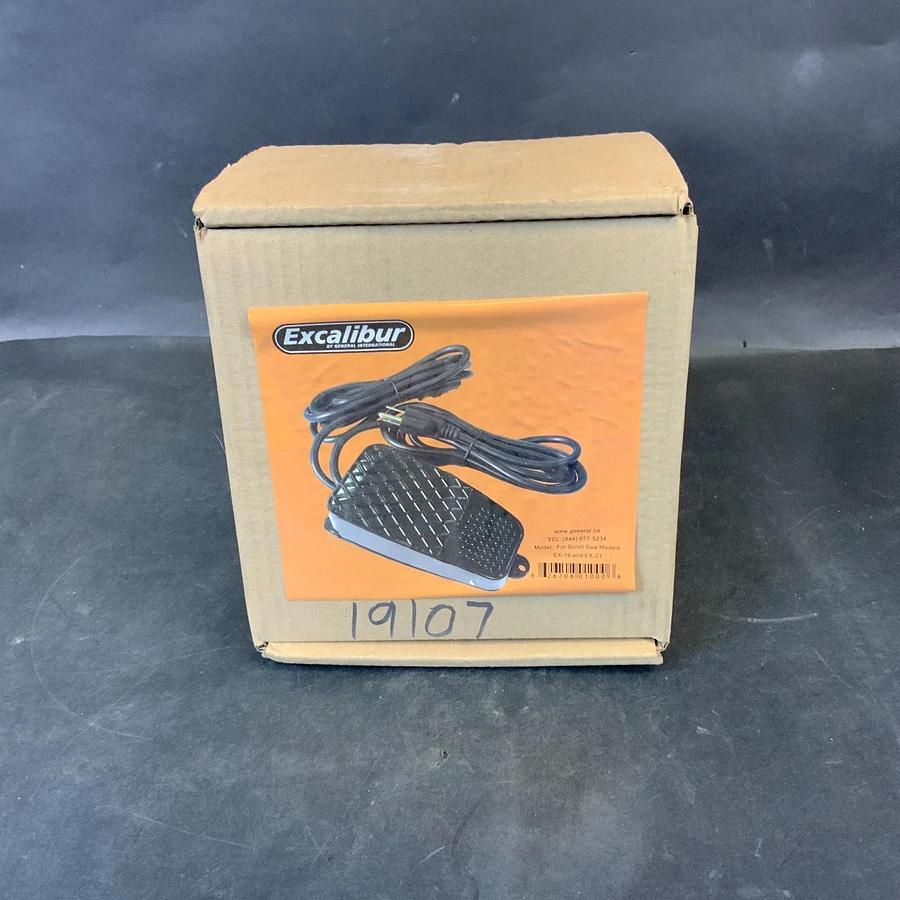 Excalibur
BY GENERAL INTERNATIONAL
www.general.ca
TEL: (844) 877-5234
Model: For Scroll Saw Models
EX-16 and EX-21
19107